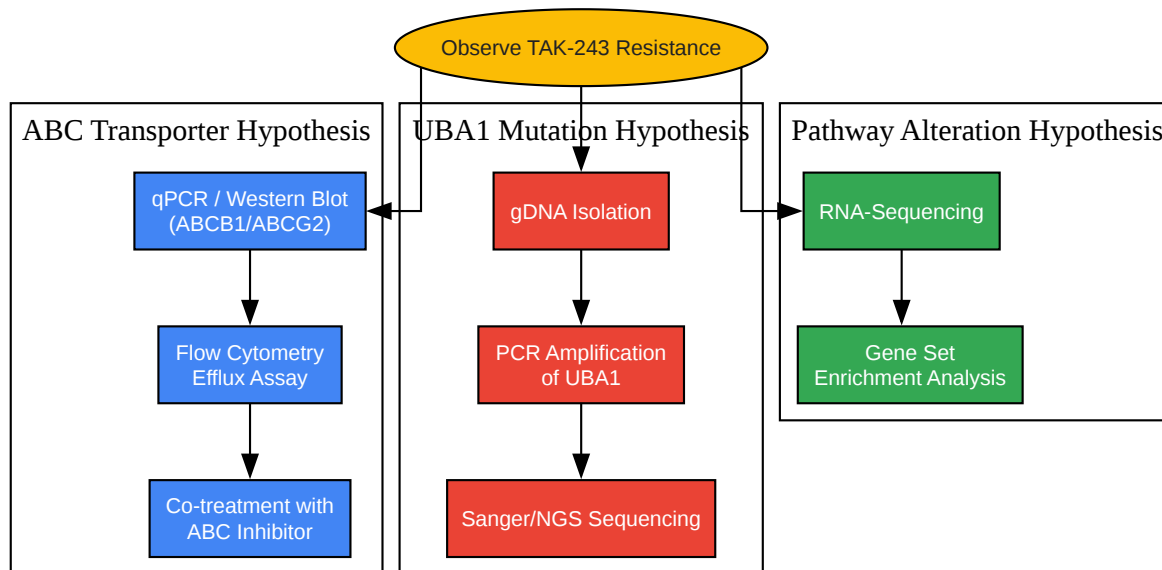 Observe TAK-243 Resistance
ABC Transporter Hypothesis
qPCR / Western Blot
(ABCB1/ABCG2)
Flow Cytometry
Efflux Assay
Co-treatment with
ABC Inhibitor
UBA1 Mutation Hypothesis
gDNA Isolation
PCR Amplification
of UBA1
Sanger/NGS Sequencing
Pathway Alteration Hypothesis
RNA-Sequencing
Gene Set
Enrichment Analysis